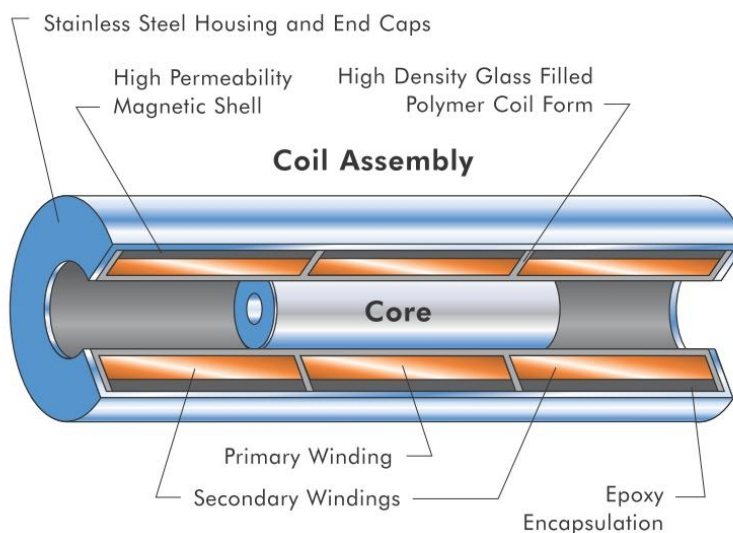 Stainless Steel Housing and End Caps
High Permeability
Magnetic Shell
High Density Glass Filled
Polymer Coil Form
Coil Assembly
Core
Primary Winding
Secondary Windings
Epoxy
Encapsulation